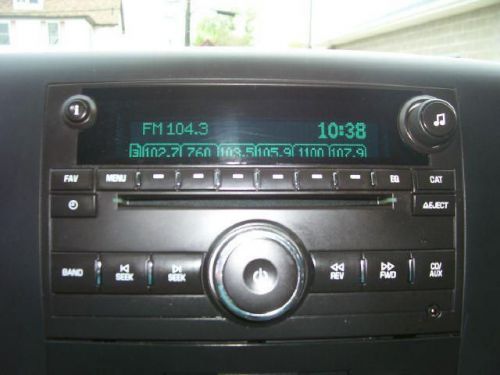 FM 104.3 10:38
3 102.7 760 103.5 105.9 1100 107.9
FAV MENU EQ CAT
EJECT
BAND SEEK SEEK REV FWD CD/AUX